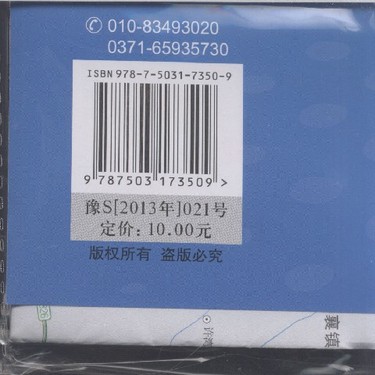 ✆ 010-83493020
0371-65935730
ISBN 978-7-5031-7350-9
9 787503 173509 >
豫S[2013年]021号
定价: 10.00元
版权所有 盗版必究